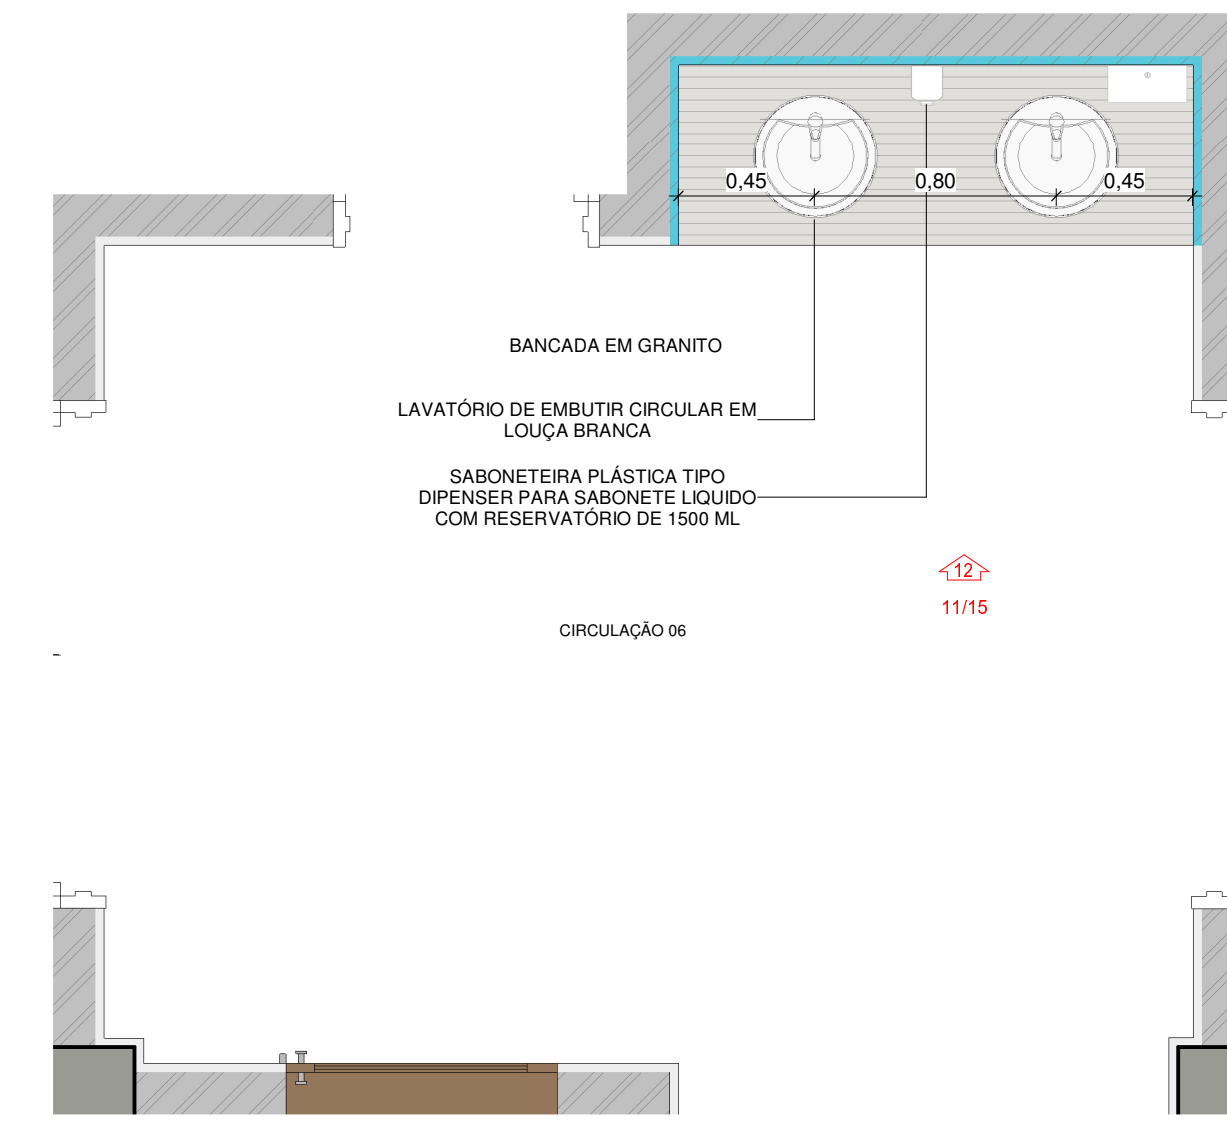 0,45
0,80
0,45
BANCADA EM GRANITO
LAVATÓRIO DE EMBUTIR CIRCULAR EM
LOUÇA BRANCA
SABONETEIRA PLÁSTICA TIPO
DIPENSER PARA SABONETE LIQUIDO
COM RESERVATÓRIO DE 1500 ML
12
11/15
CIRCULAÇÃO 06